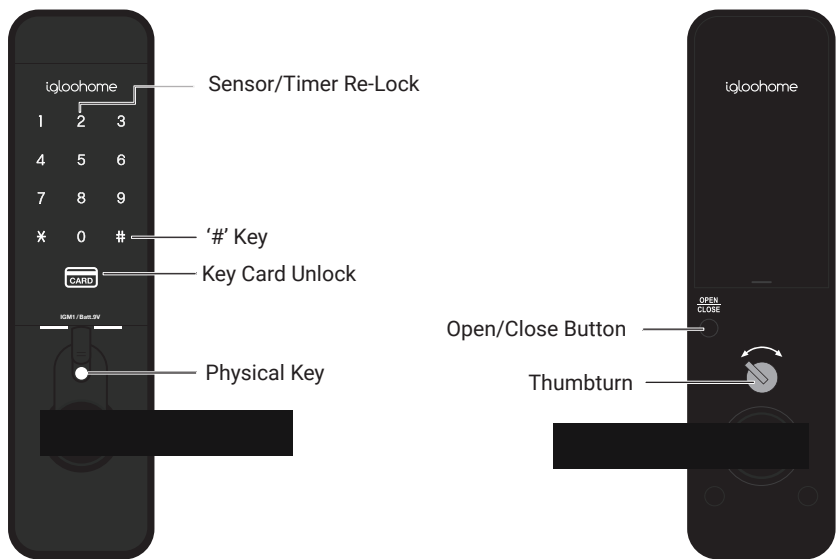 igloohome
Sensor/Timer Re-Lock
1 2 3
4 5 6
7 8 9
* 0 #
'#' Key
CARD
Key Card Unlock
IGM1/Batt.9V
Physical Key
igloohome
OPEN
CLOSE
Open/Close Button
Thumbturn